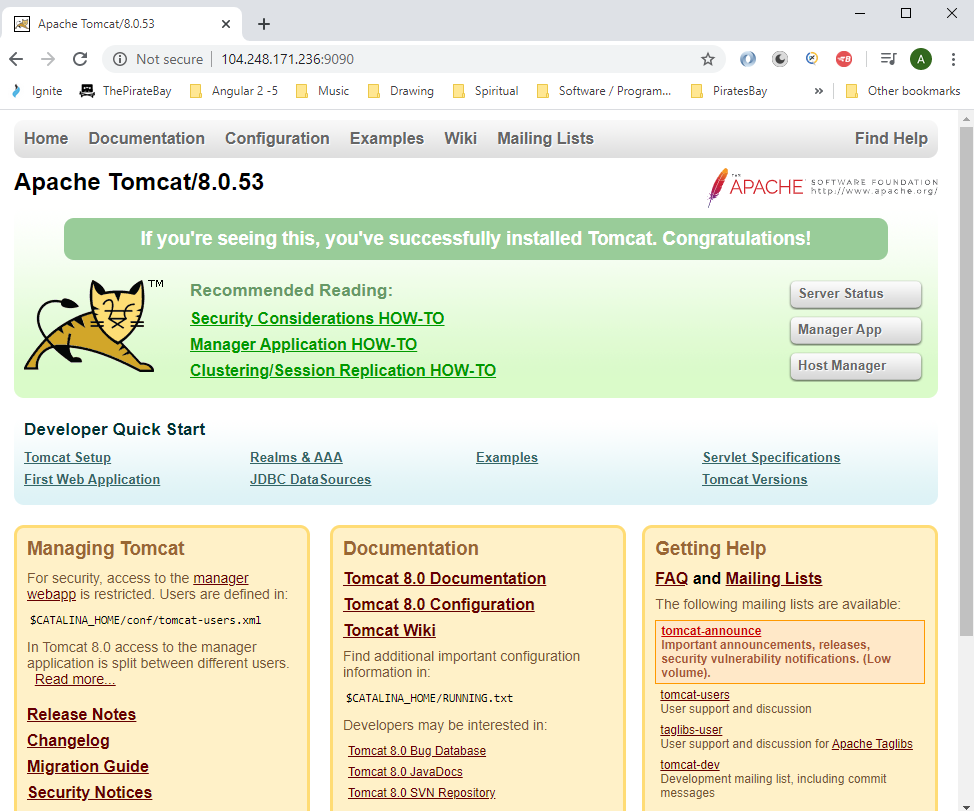 Apache Tomcat/8.0.53
Not secure | 104.248.171.236:9090
A
Ignite ThePirateBay Angular 2 -5 Music Drawing Spiritual Software / Program... PiratesBay » Other bookmarks
Home Documentation Configuration Examples Wiki Mailing Lists Find Help
Apache Tomcat/8.0.53
THE APACHE SOFTWARE FOUNDATION
http://www.apache.org/
If you're seeing this, you've successfully installed Tomcat. Congratulations!
TM
Recommended Reading:
Security Considerations HOW-TO
Manager Application HOW-TO
Clustering/Session Replication HOW-TO
Server Status
Manager App
Host Manager
Developer Quick Start
Tomcat Setup
First Web Application
Realms & AAA
JDBC DataSources
Examples
Servlet Specifications
Tomcat Versions
Managing Tomcat
For security, access to the manager
webapp is restricted. Users are defined in:
$CATALINA_HOME/conf/tomcat-users.xml
In Tomcat 8.0 access to the manager
application is split between different users.
Read more...
Release Notes
Changelog
Migration Guide
Security Notices
Documentation
Tomcat 8.0 Documentation
Tomcat 8.0 Configuration
Tomcat Wiki
Find additional important configuration
information in:
$CATALINA_HOME/RUNNING.txt
Developers may be interested in:
Tomcat 8.0 Bug Database
Tomcat 8.0 JavaDocs
Tomcat 8.0 SVN Repository
Getting Help
FAQ and Mailing Lists
The following mailing lists are available:
tomcat-announce
Important announcements, releases,
security vulnerability notifications. (Low
volume).
tomcat-users
User support and discussion
taglibs-user
User support and discussion for Apache Taglibs
tomcat-dev
Development mailing list, including commit
messages